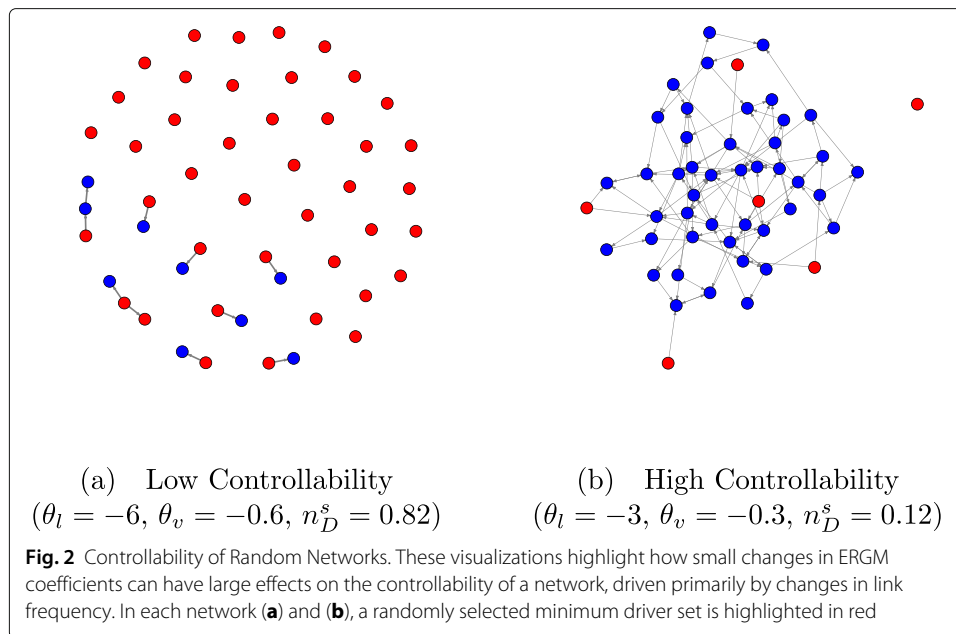 (a) Low Controllability
(θ_l = −6, θ_v = −0.6, n_D^s = 0.82)
(b) High Controllability
(θ_l = −3, θ_v = −0.3, n_D^s = 0.12)
Fig. 2 Controllability of Random Networks. These visualizations highlight how small changes in ERGM
coefficients can have large effects on the controllability of a network, driven primarily by changes in link
frequency. In each network (a) and (b), a randomly selected minimum driver set is highlighted in red